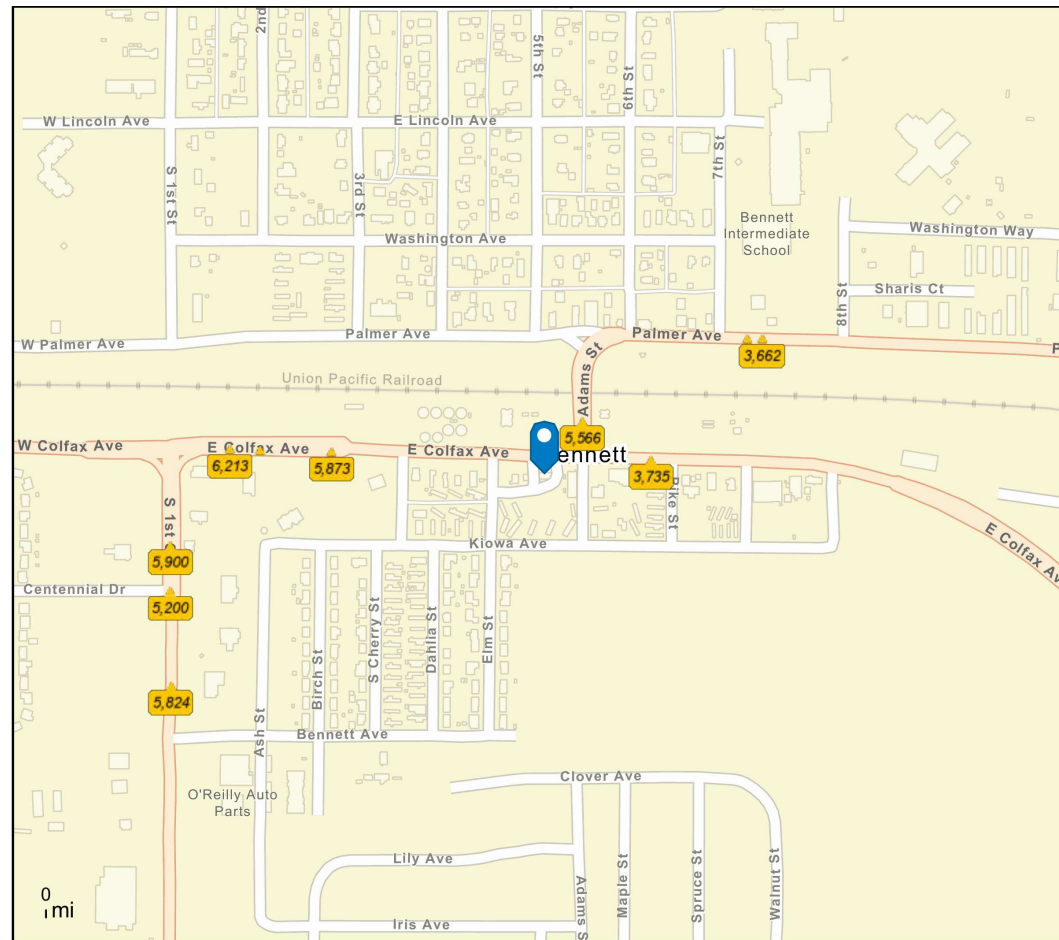 2nd
5th St
6th St
W Lincoln Ave
E Lincoln Ave
S 1st St
3rd St
7th St
Bennett
Intermediate
School
Washington Ave
Washington Way
Sharis Ct
8th St
W Palmer Ave
Palmer Ave
Palmer Ave
P
3,662
Union Pacific Railroad
Adams St
W Colfax Ave
E Colfax Ave
E Colfax Ave
5,566
ennett
6,213
5,873
3,735
Pike St
S 1st
5,900
Kiowa Ave
E Colfax Av
Centennial Dr
5,200
Birch St
S Cherry St
Dahlia St
Elm St
5,824
Ash St
Bennett Ave
O'Reilly Auto
Parts
Clover Ave
Lily Ave
Adams S
Maple St
Spruce St
Walnut St
0
mi
Iris Ave